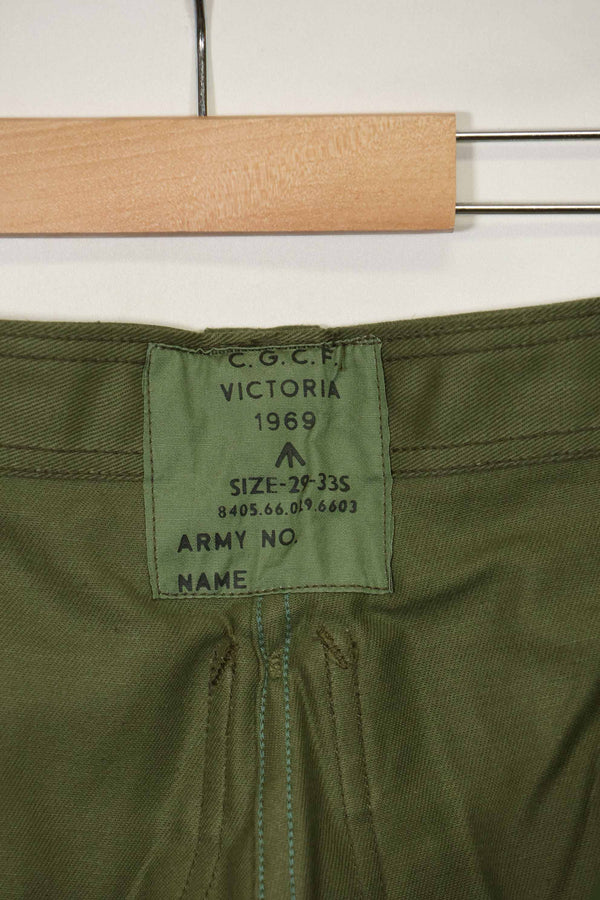 C.G.C.F.
VICTORIA
1969
SIZE-29-33S
8405.66.019.6603
ARMY NO.
NAME